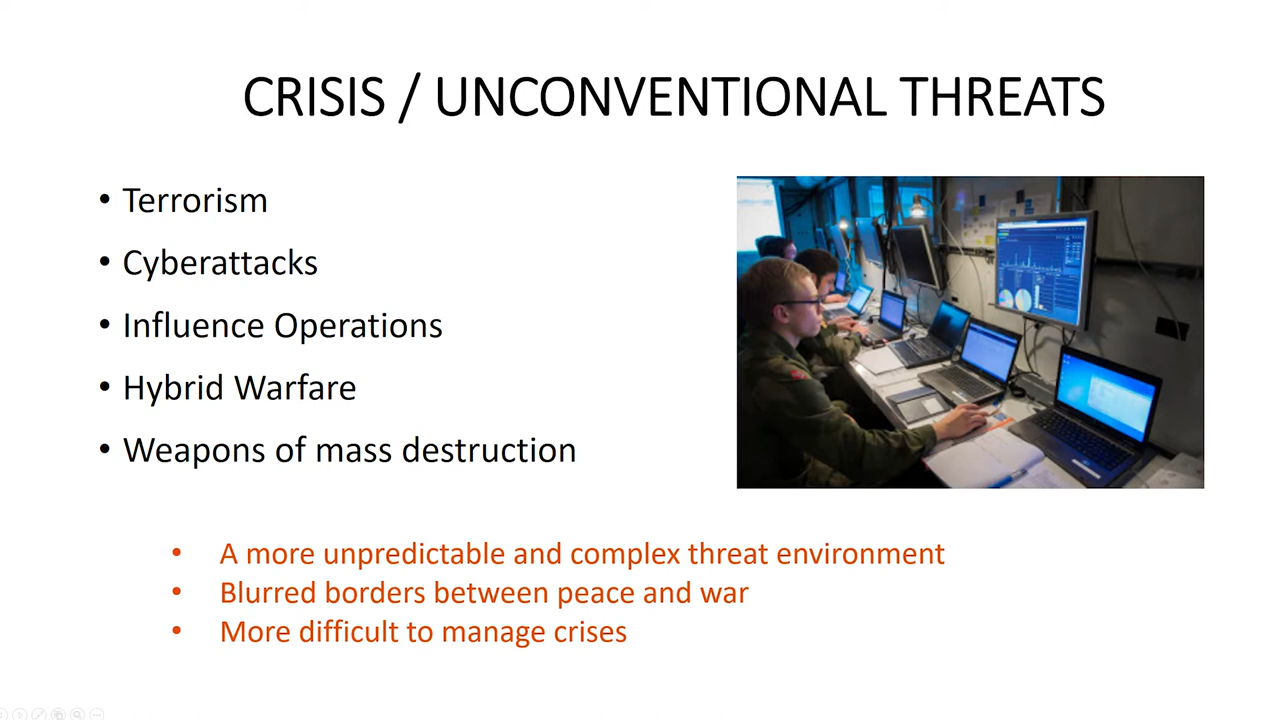 CRISIS / UNCONVENTIONAL THREATS
• Terrorism
• Cyberattacks
• Influence Operations
• Hybrid Warfare
• Weapons of mass destruction
• A more unpredictable and complex threat environment
• Blurred borders between peace and war
• More difficult to manage crises